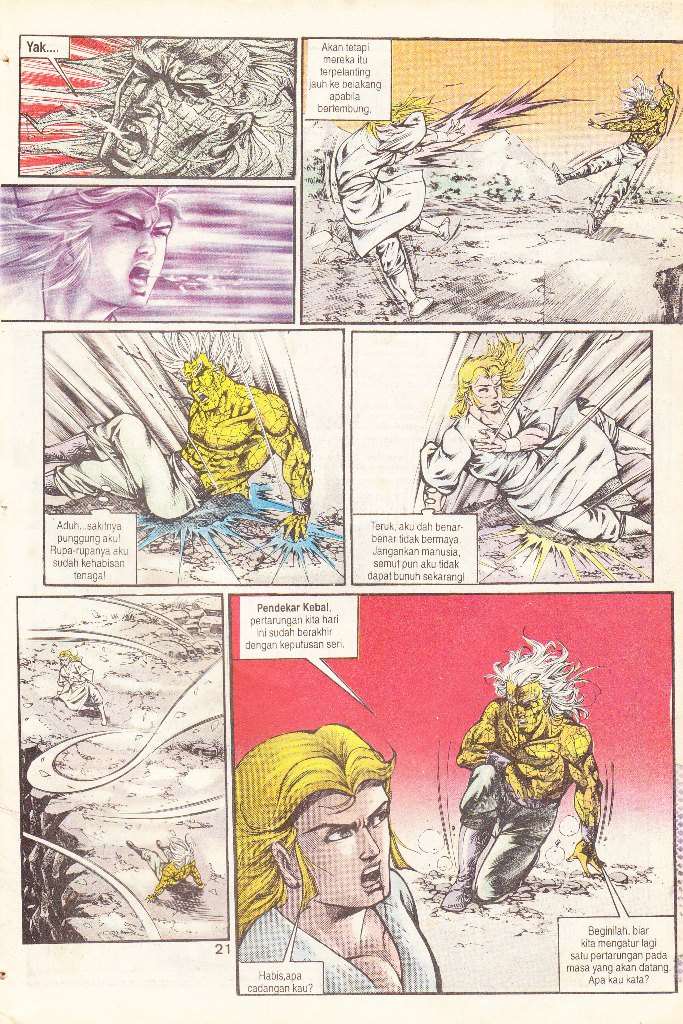 Yak....
Akan tetapi
mereka itu
terpelanting
jauh ke belakang
apabila
bertembung.
Aduh...sakitnya
punggung aku!
Rupa-rupanya aku
sudah kehabisan
tenaga!
Teruk, aku dah benar-
benar tidak bermaya.
Jangankan manusia,
semut pun aku tidak
dapat bunuh sekarang!
Pendekar Kebal,
pertarungan kita hari
ini sudah berakhir
dengan keputusan seri.
Habis,apa
cadangan kau?
Beginilah, biar
kita mengatur lagi
satu pertarungan pada
masa yang akan datang.
Apa kau kata?
21